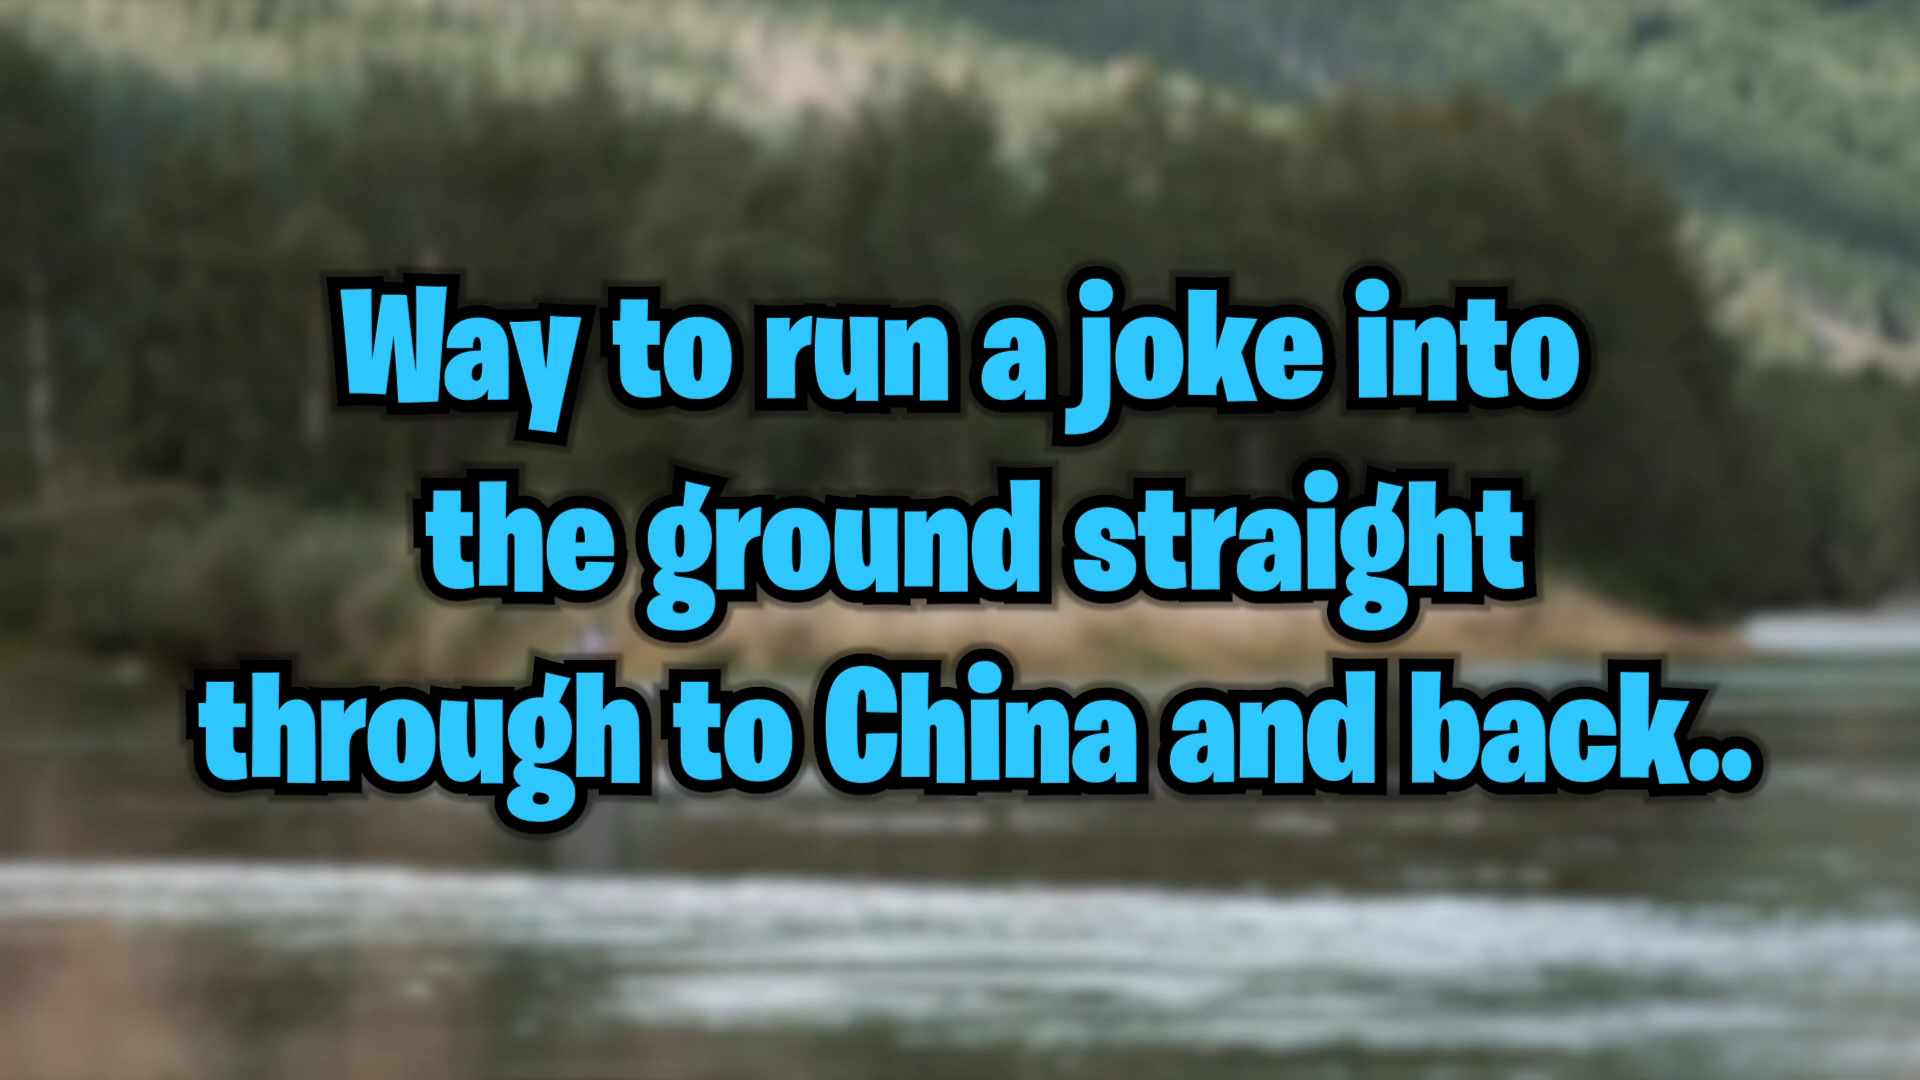 Way to run a joke into
the ground straight
through to China and back..